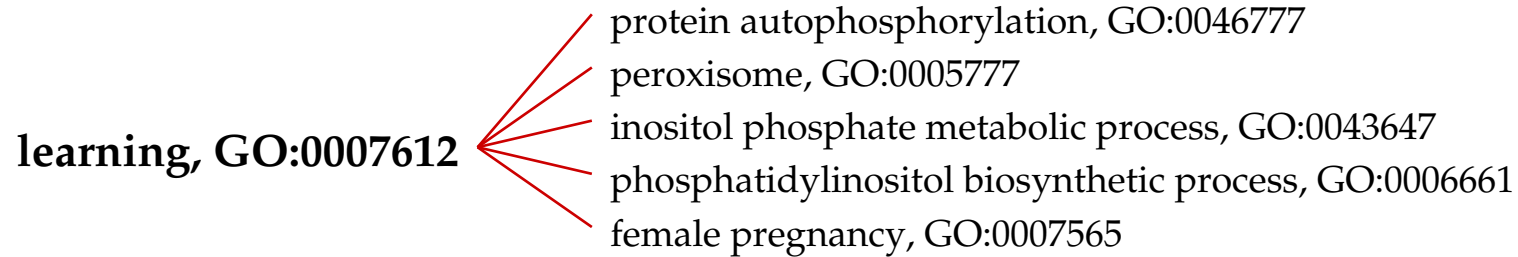 protein autophosphorylation, GO:0046777
peroxisome, GO:0005777
inositol phosphate metabolic process, GO:0043647
learning, GO:0007612
phosphatidylinositol biosynthetic process, GO:0006661
female pregnancy, GO:0007565